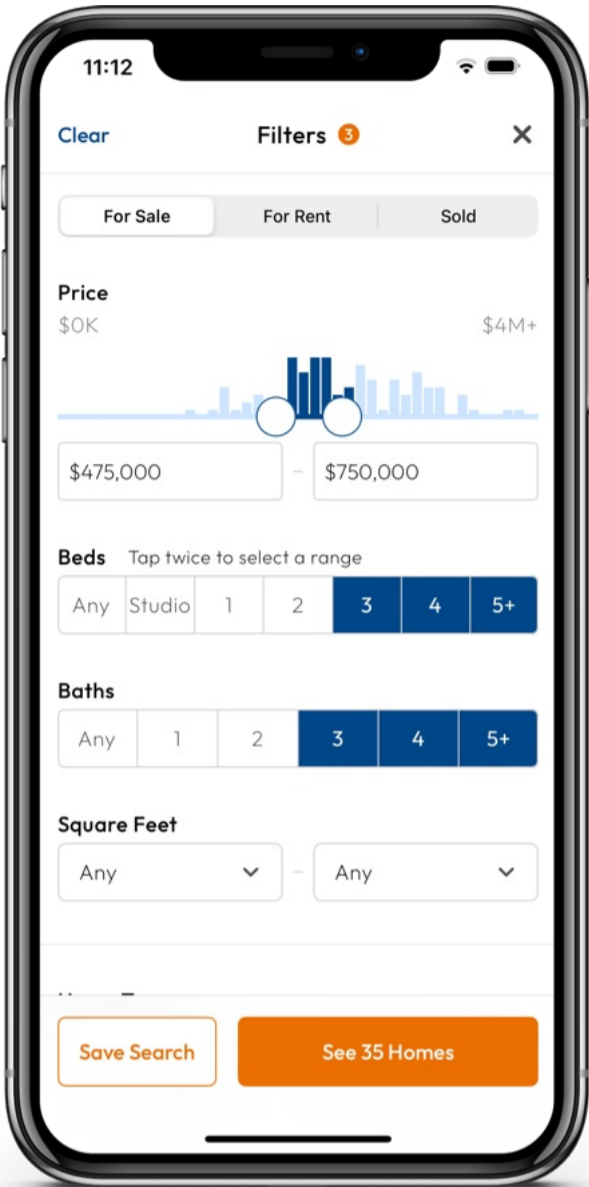 11:12
Clear Filters 3
For Sale For Rent Sold
Price
$0K $4M+
$475,000 – $750,000
Beds Tap twice to select a range
Any Studio 1 2 3 4 5+
Baths
Any 1 2 3 4 5+
Square Feet
Any – Any
Save Search See 35 Homes